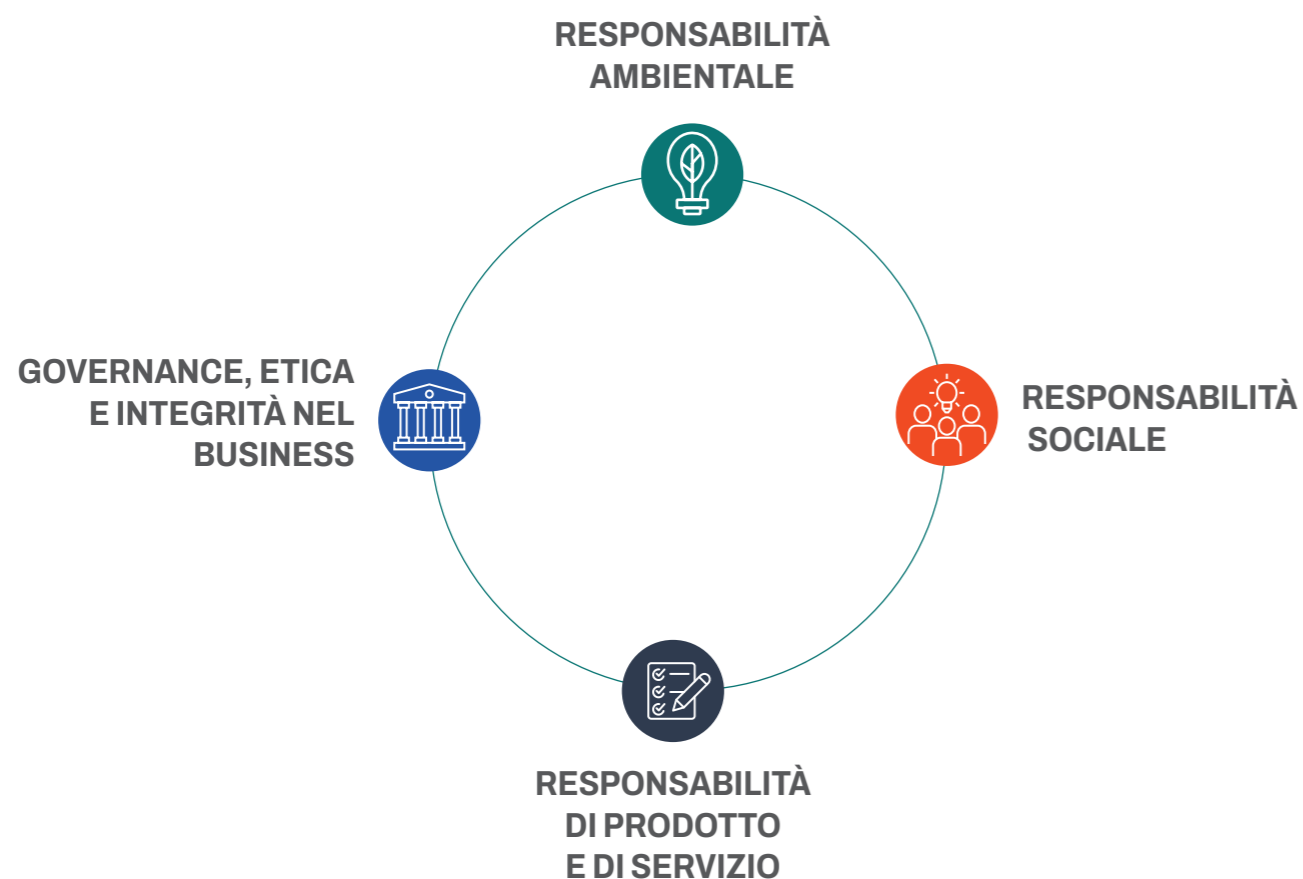 RESPONSABILITÀ
AMBIENTALE
GOVERNANCE, ETICA
E INTEGRITÀ NEL
BUSINESS
RESPONSABILITÀ
SOCIALE
RESPONSABILITÀ
DI PRODOTTO
E DI SERVIZIO